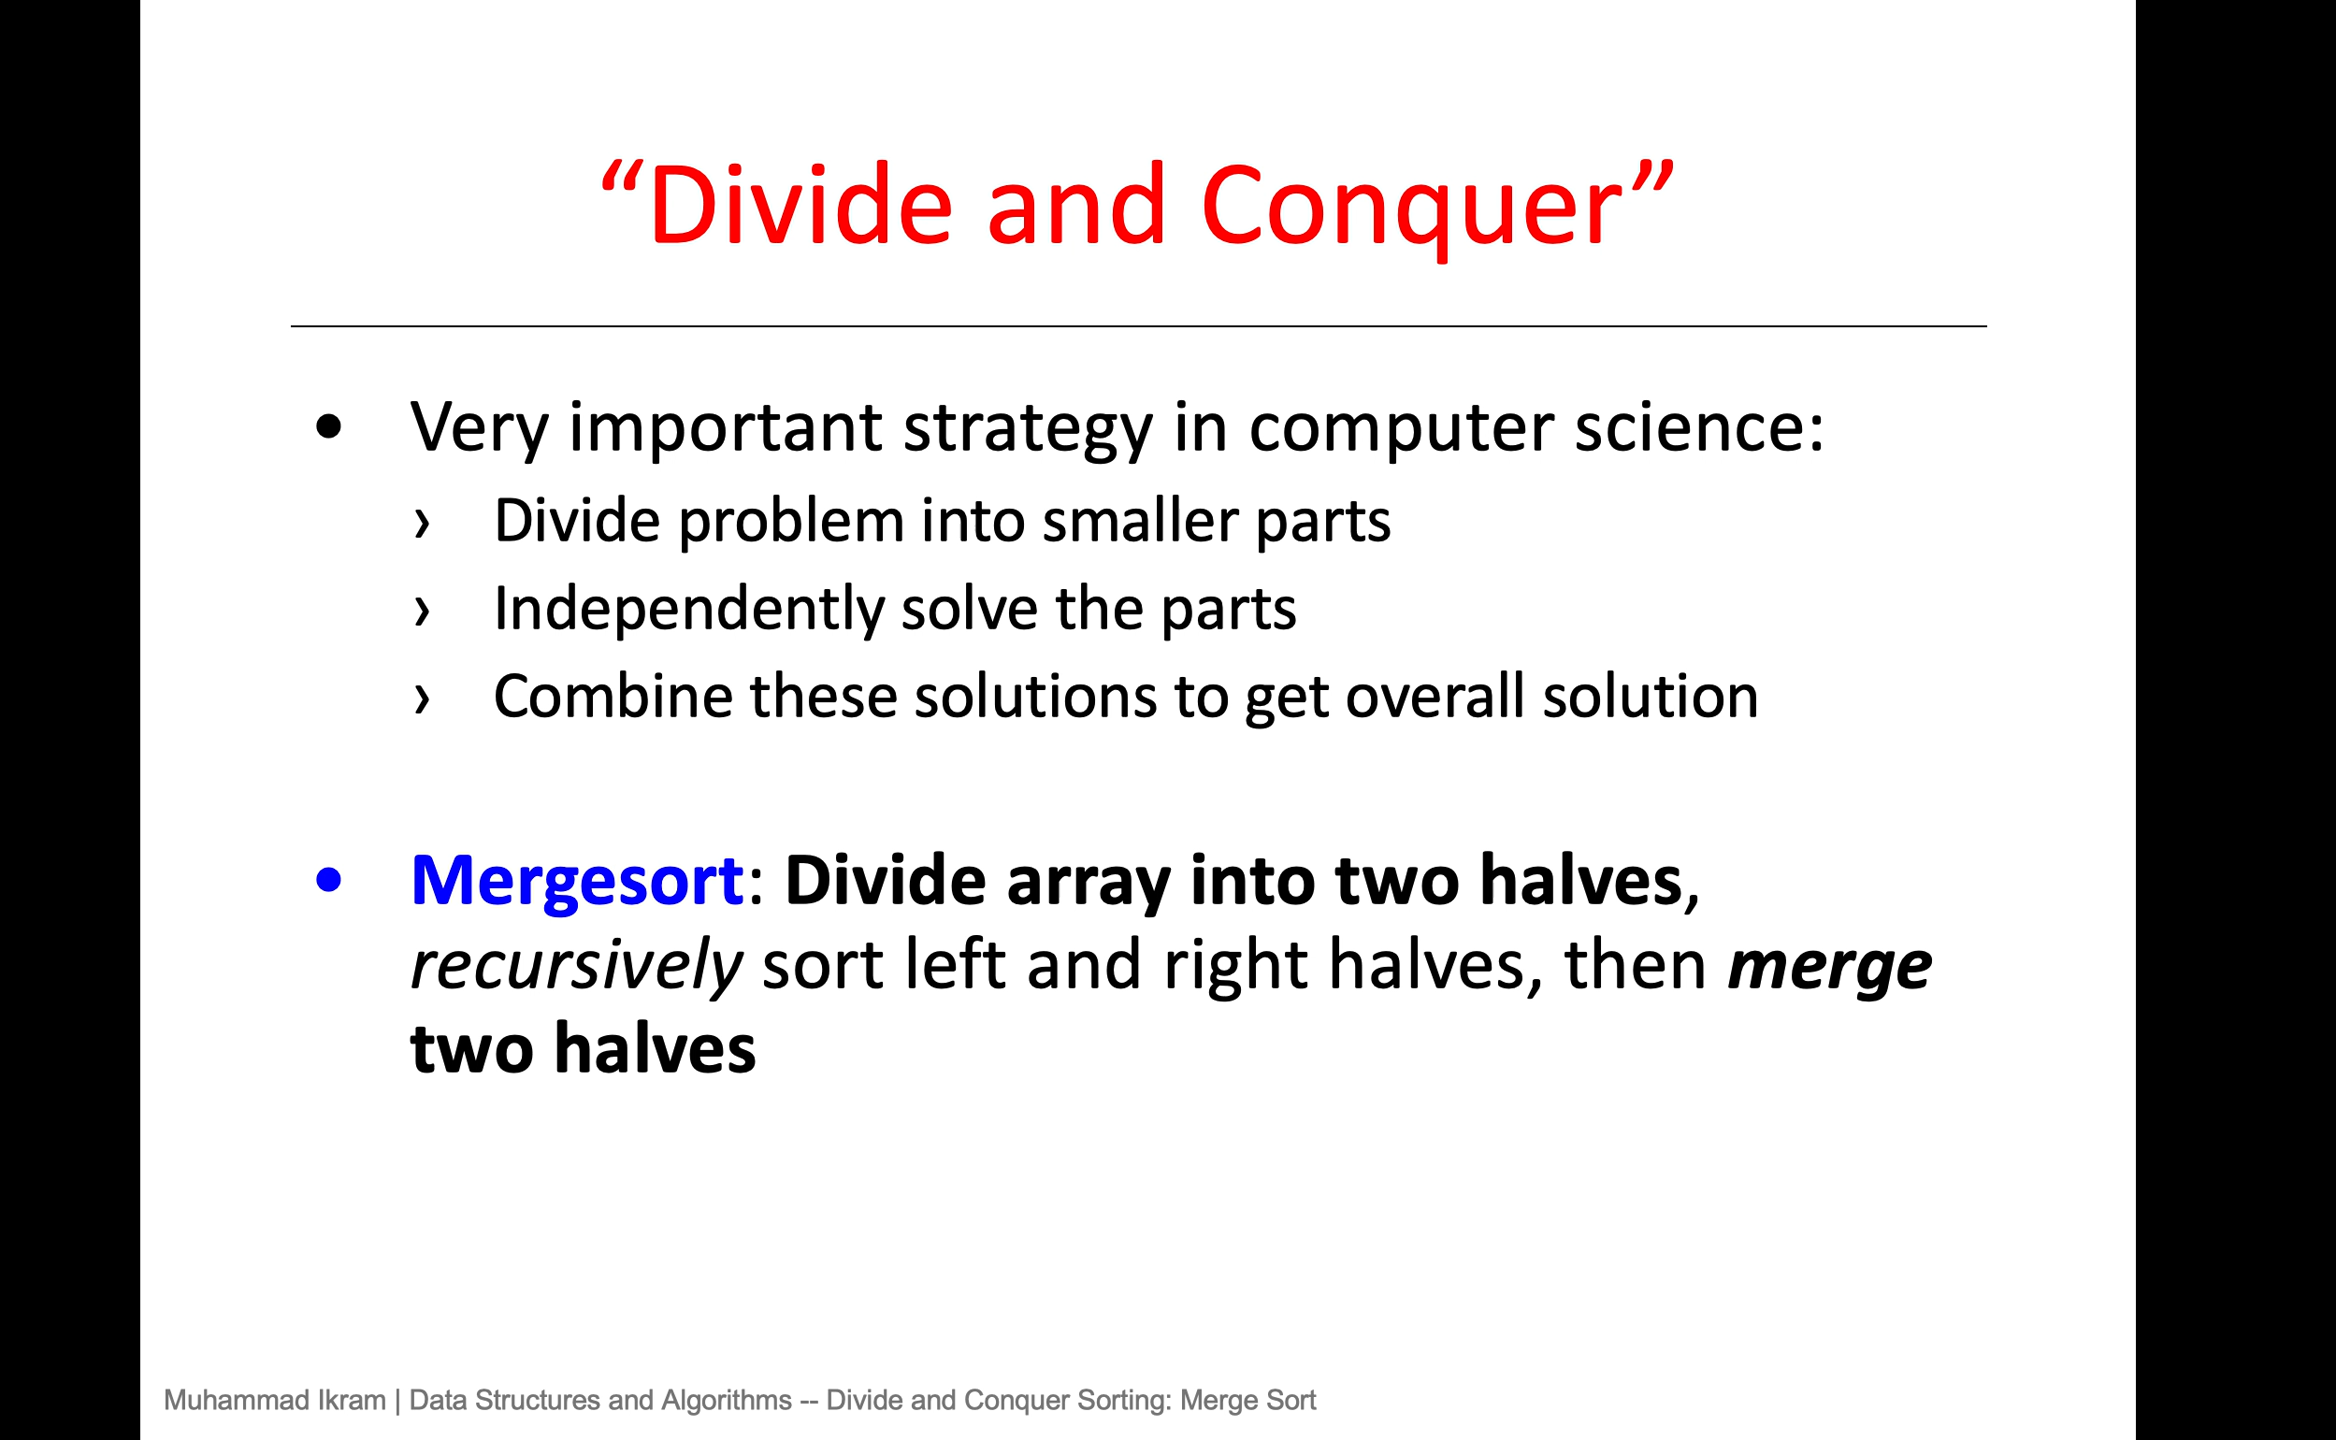 “Divide and Conquer”
• Very important strategy in computer science:
› Divide problem into smaller parts
› Independently solve the parts
› Combine these solutions to get overall solution
• Mergesort: Divide array into two halves,
recursively sort left and right halves, then merge
two halves
Muhammad Ikram | Data Structures and Algorithms -- Divide and Conquer Sorting: Merge Sort